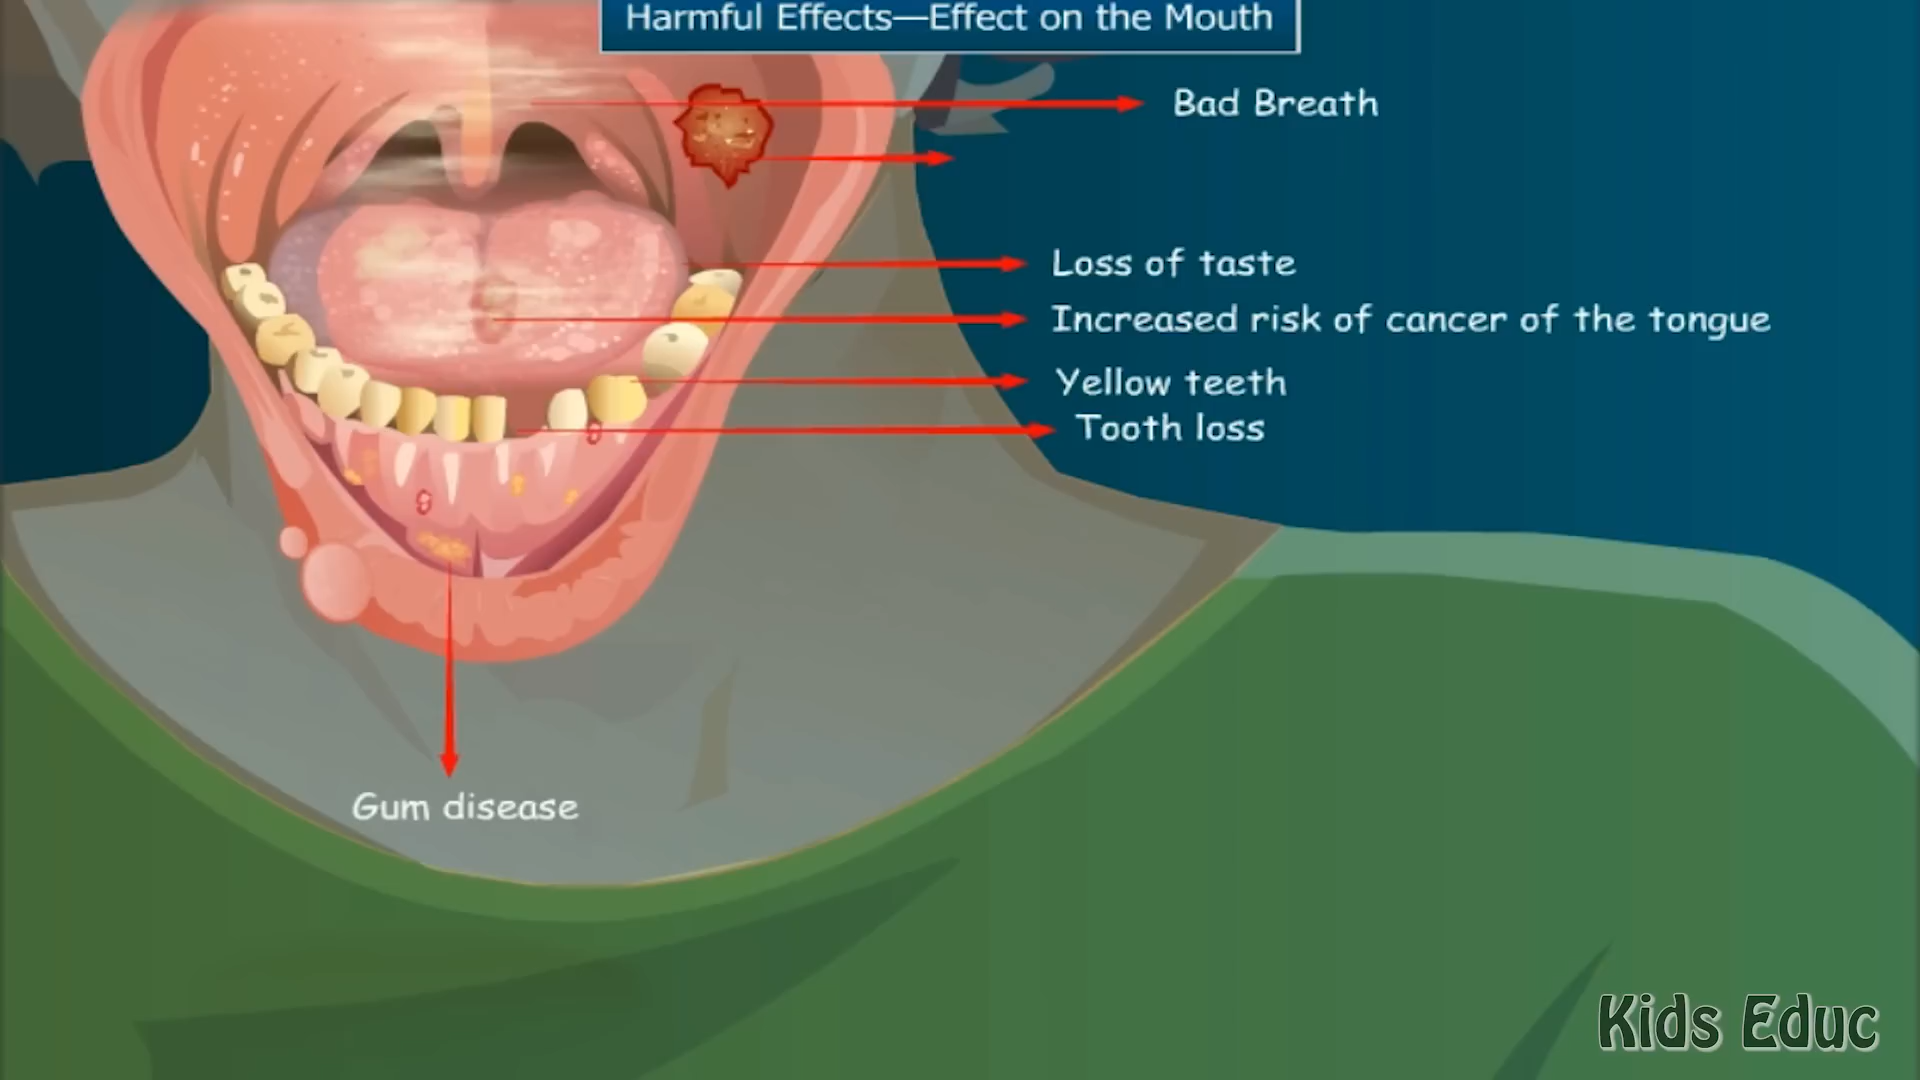 Harmful Effects—Effect on the Mouth
Bad Breath
Loss of taste
Increased risk of cancer of the tongue
Yellow teeth
Tooth loss
Gum disease
Kids Educ